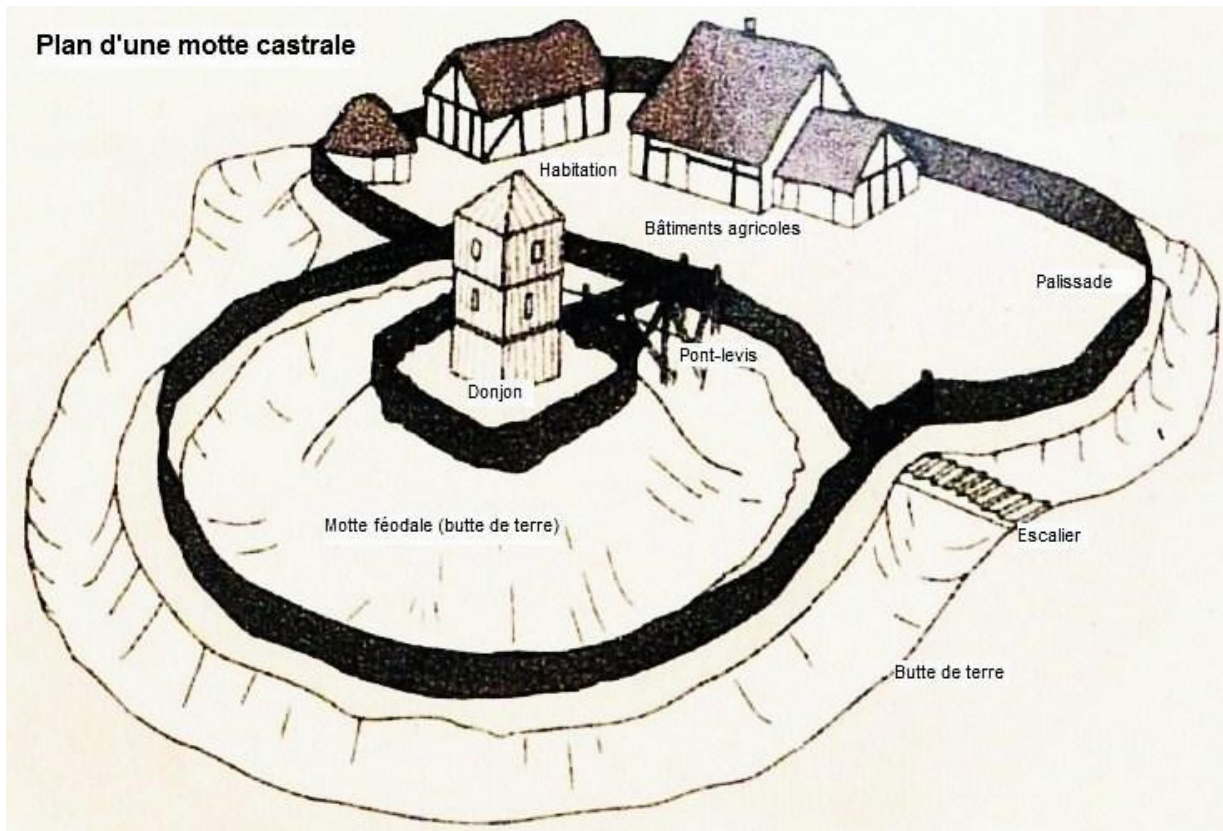 Plan d'une motte castrale
Habitation
Bâtiments agricoles
Palissade
Pont-levis
Donjon
Motte féodale (butte de terre)
Escalier
Butte de terre